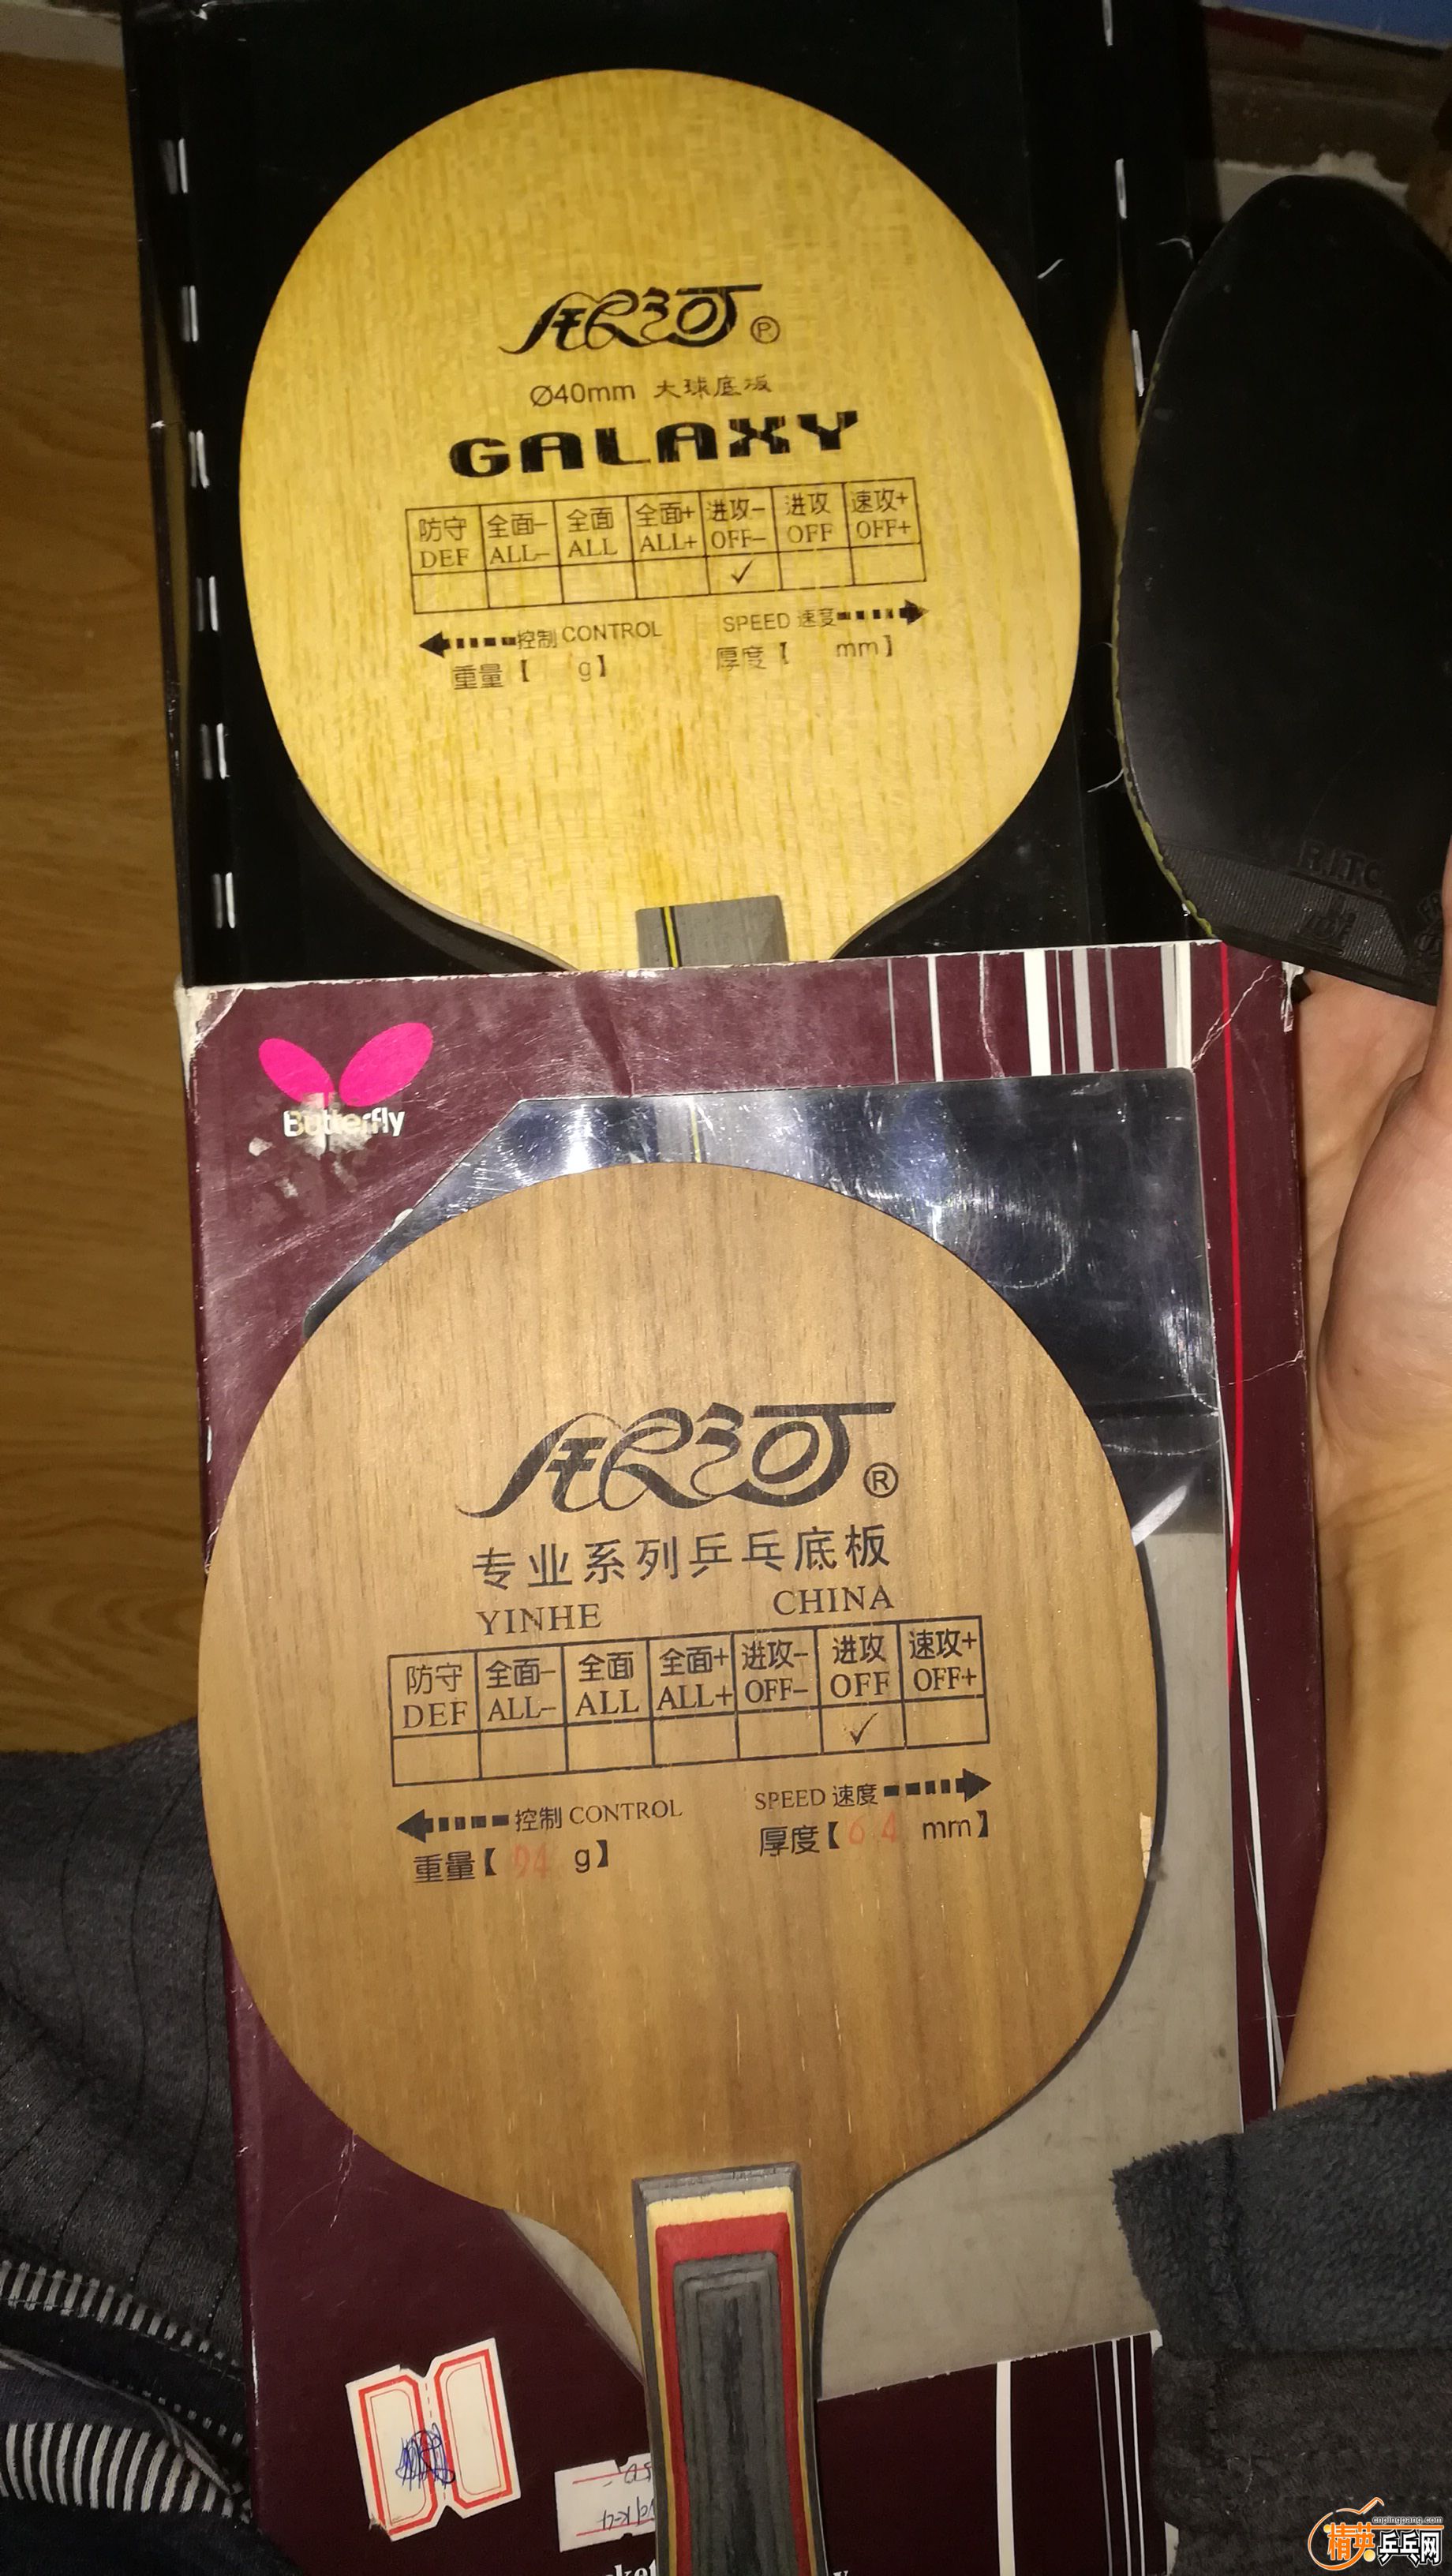 银河 Ⓟ
Ø40mm 大球底板
GALAXY
防守 全面- 全面 全面+ 进攻- 进攻 速攻+
DEF ALL- ALL ALL+ OFF- OFF OFF+
✓
控制 CONTROL SPEED 速度
重量【 g】 厚度【 mm】
R.I.T.C.
Butterfly
银河 ®
专业系列乒乓底板
YINHE CHINA
防守 全面- 全面 全面+ 进攻- 进攻 速攻+
DEF ALL- ALL ALL+ OFF- OFF OFF+
✓
控制 CONTROL SPEED 速度
重量【 94 g】 厚度【6 4 mm】
cnpingpang.com
精英乒乓网